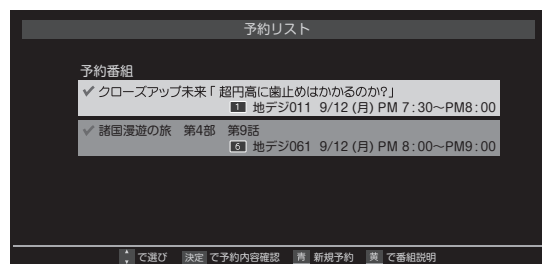 予約リスト
予約番組
✔ クローズアップ未来「 超円高に歯止めはかかるのか?」
1 地デジ011 9/12 (月) PM 7:30〜PM8:00
✔ 諸国漫遊の旅 第4部 第9話
6 地デジ061 9/12 (月) PM 8:00〜PM9:00
で選び 決定 で予約内容確認 青 新規予約 黄 で番組説明